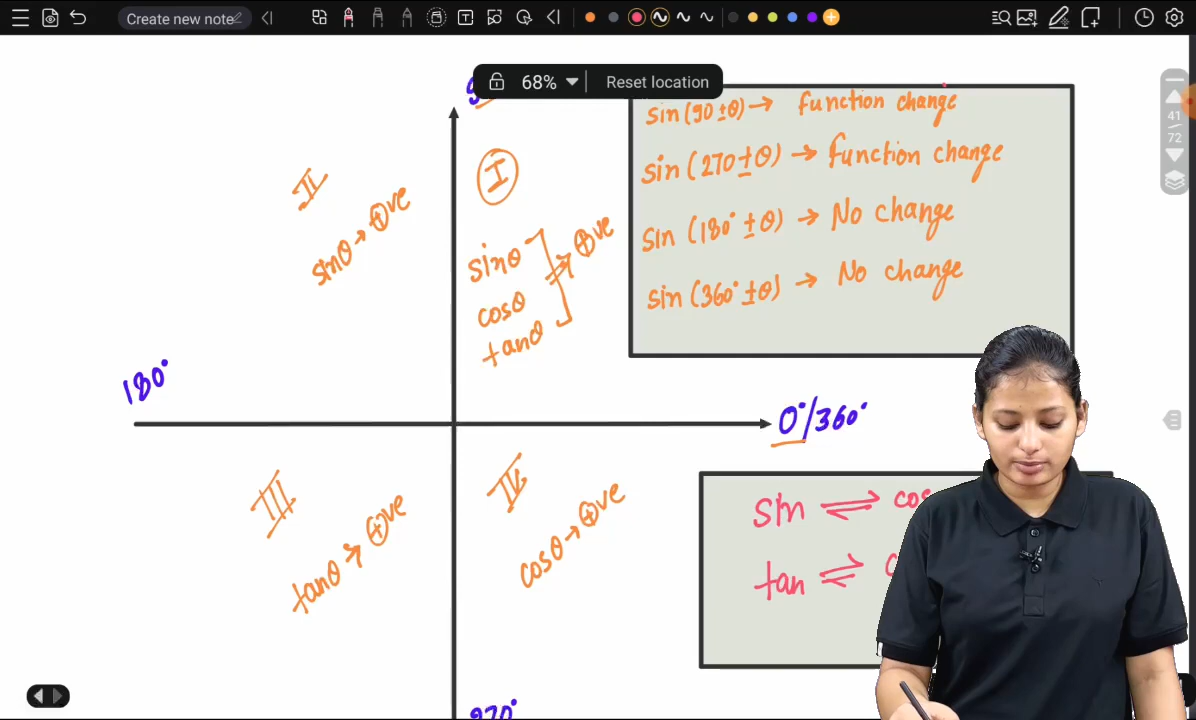 Create new note
68%
Reset location
41
72
sin (90 ± θ) → function change
sin (270 ± θ) → function change
sin (180° ± θ) → No change
sin (360° ± θ) → No change
II
sinθ → ⊕ve
I
sinθ
cosθ
tanθ
→ ⊕ve
180°
0°/360°
III
tanθ → ⊕ve
IV
cosθ → ⊕ve
sin ⇌ cos
tan ⇌
270°